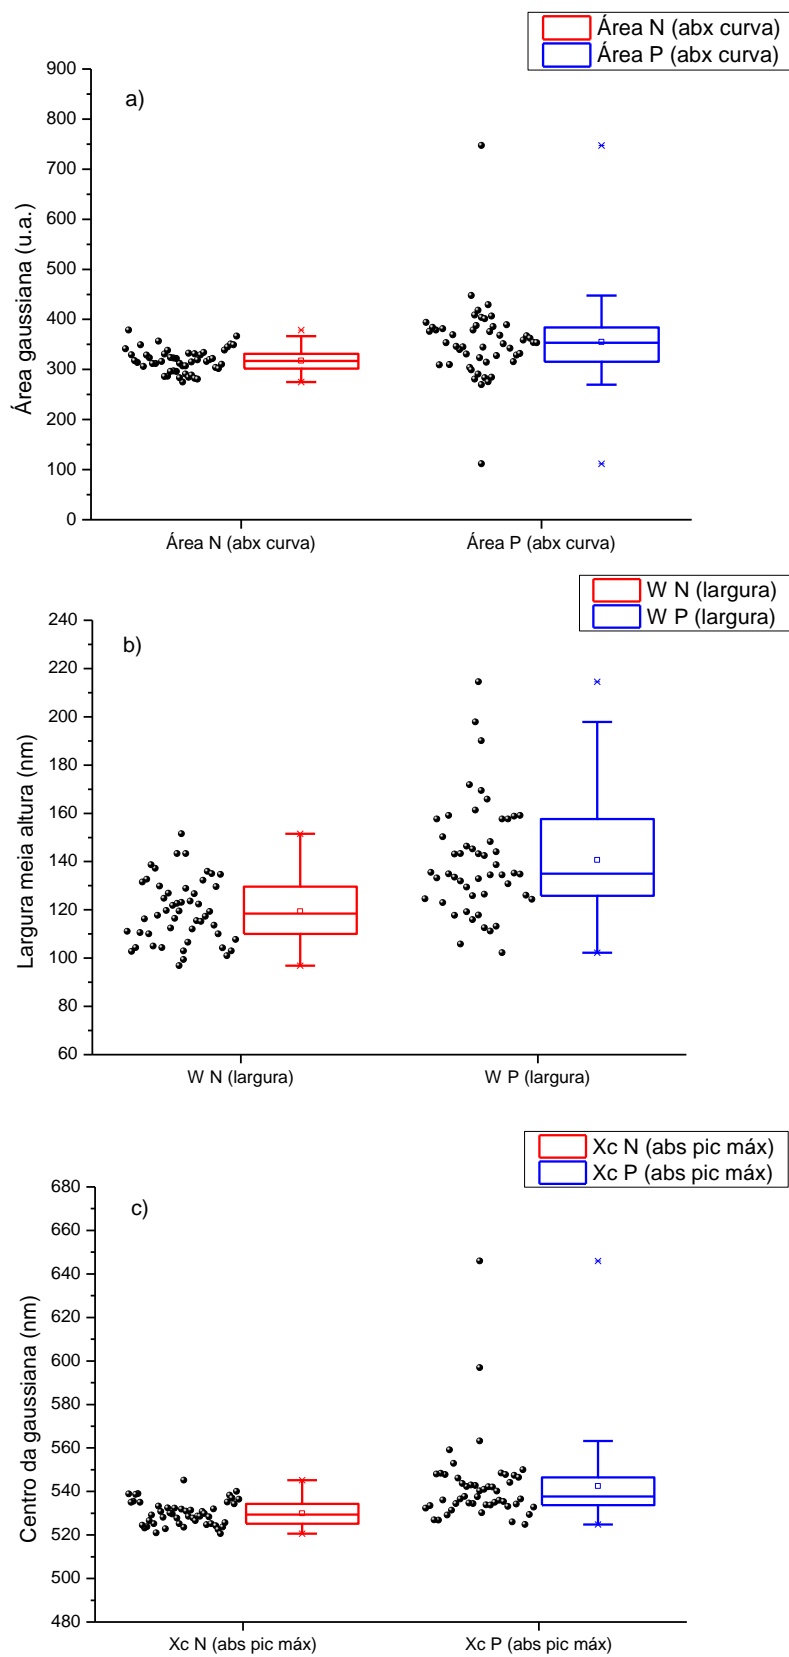 Área N (abx curva)
Área P (abx curva)
a)
900
800
700
600
500
400
300
200
100
0
Área gaussiana (u.a.)
Área N (abx curva)
Área P (abx curva)
W N (largura)
W P (largura)
b)
240
220
200
180
160
140
120
100
80
60
Largura meia altura (nm)
W N (largura)
W P (largura)
Xc N (abs pic máx)
Xc P (abs pic máx)
c)
680
660
640
620
600
580
560
540
520
500
480
Centro da gaussiana (nm)
Xc N (abs pic máx)
Xc P (abs pic máx)